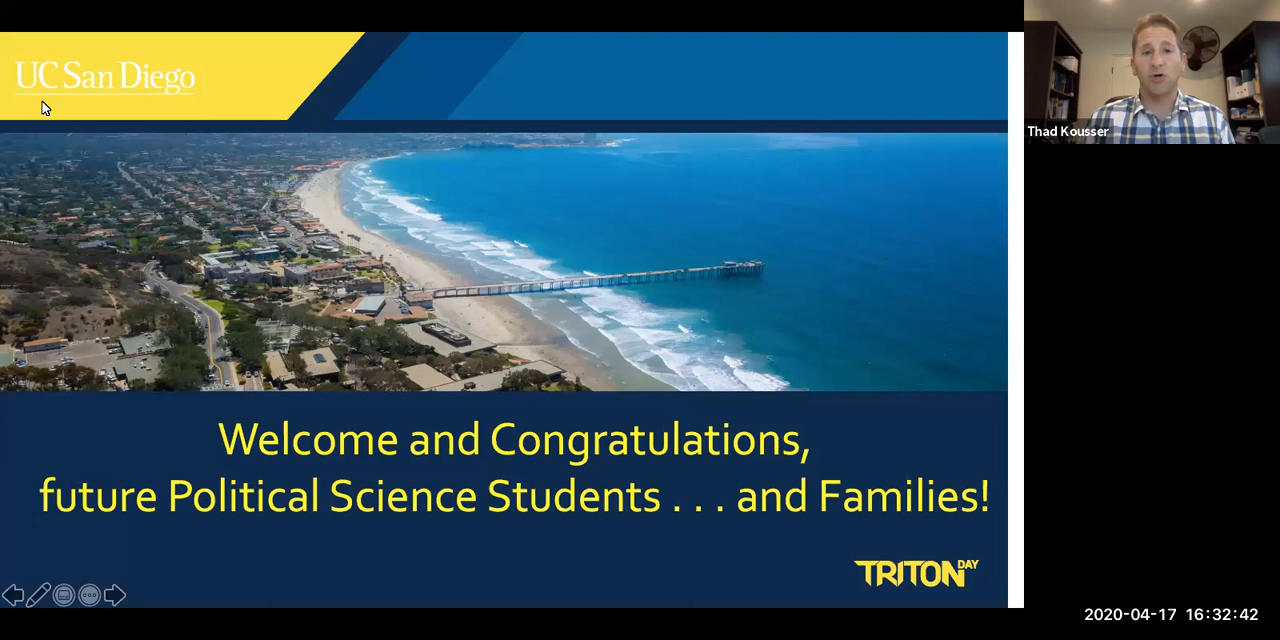 UC San Diego
Thad Kousser
Welcome and Congratulations,
future Political Science Students . . . and Families!
TRITON DAY
2020-04-17 16:32:42